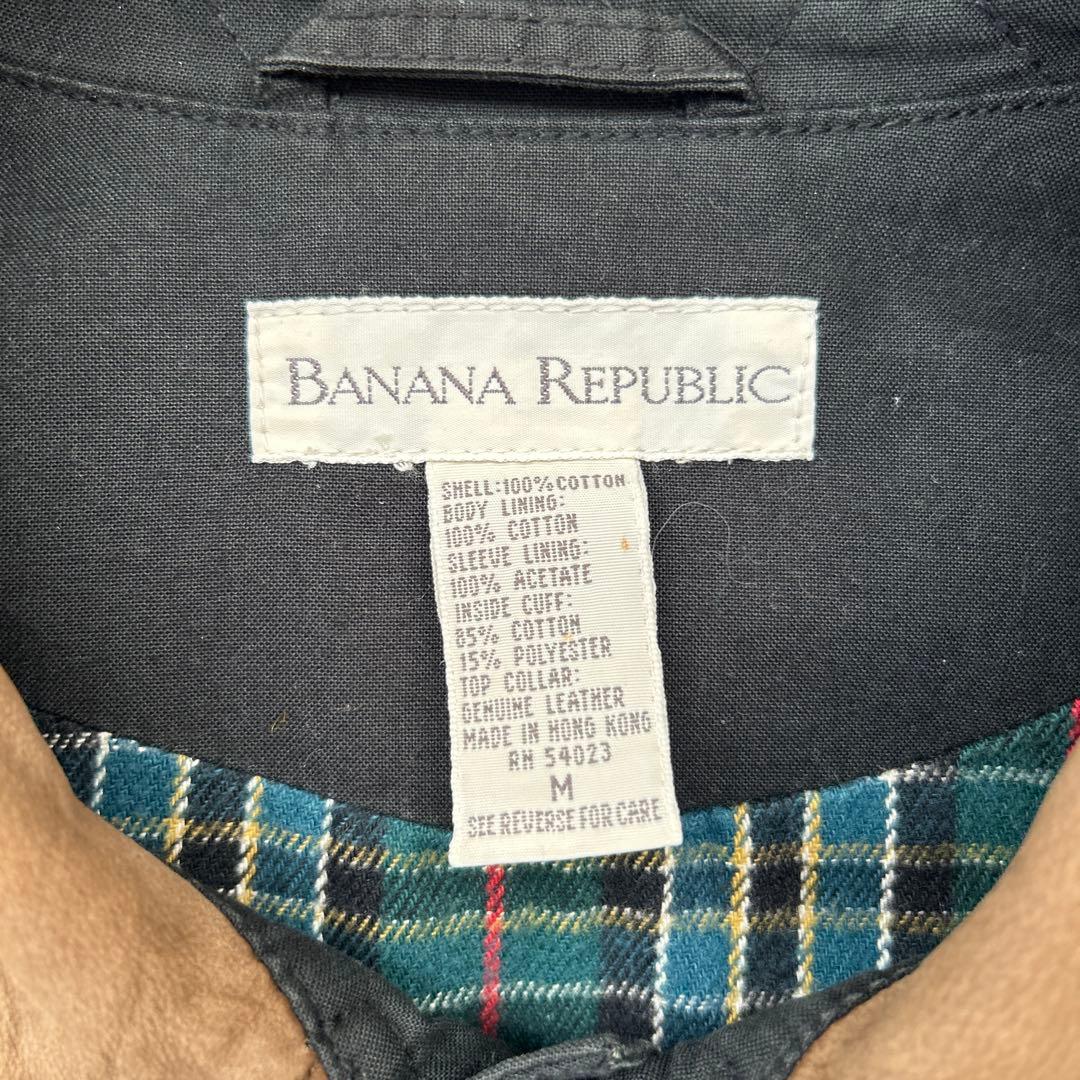 BANANA REPUBLIC
SHELL:100% COTTON
BODY LINING:
100% COTTON
SLEEVE LINING:
100% ACETATE
INSIDE CUFF:
85% COTTON
15% POLYESTER
TOP COLLAR:
GENUINE LEATHER
MADE IN HONG KONG
RN 54023
M
SEE REVERSE FOR CARE